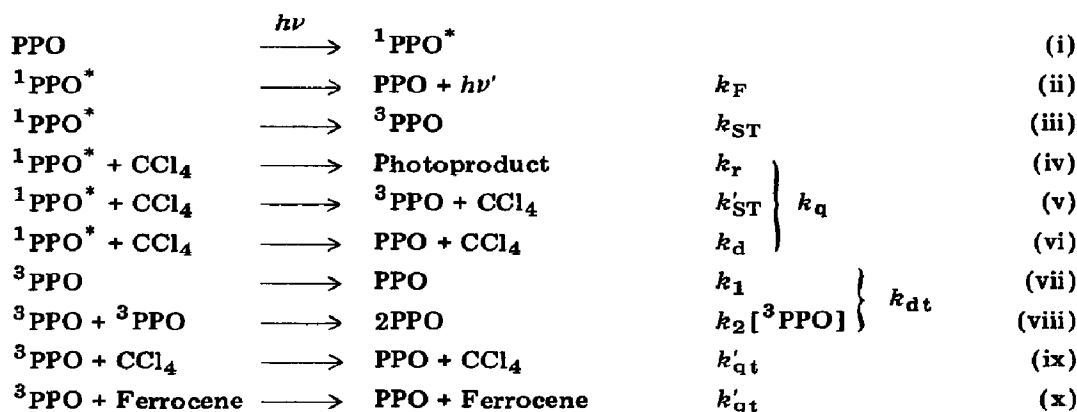 hν
PPO ⟶ ¹PPO* (i)
¹PPO* ⟶ PPO + hν′ k_F (ii)
¹PPO* ⟶ ³PPO k_ST (iii)
¹PPO* + CCl₄ ⟶ Photoproduct k_r (iv)
¹PPO* + CCl₄ ⟶ ³PPO + CCl₄ k′_ST } k_q (v)
¹PPO* + CCl₄ ⟶ PPO + CCl₄ k_d (vi)
³PPO ⟶ PPO k₁ (vii)
³PPO + ³PPO ⟶ 2PPO k₂[³PPO] } k_dt (viii)
³PPO + CCl₄ ⟶ PPO + CCl₄ k′_qt (ix)
³PPO + Ferrocene ⟶ PPO + Ferrocene k′_qt (x)